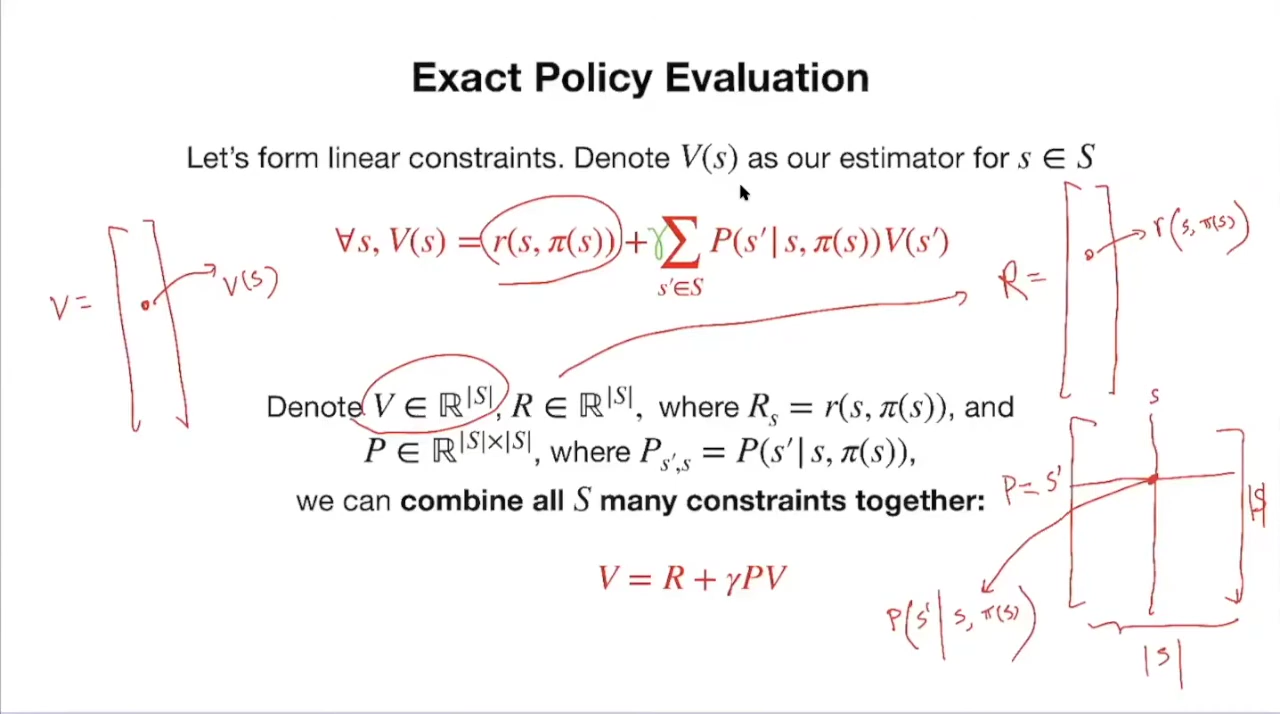 Exact Policy Evaluation
Let's form linear constraints. Denote V(s) as our estimator for s ∈ S
∀s, V(s) = r(s, π(s)) + γ∑_{s'∈S} P(s'|s, π(s))V(s')
V =
V(s)
R =
r(s, π(s))
Denote V ∈ ℝ^{|S|}, R ∈ ℝ^{|S|}, where R_s = r(s, π(s)), and
P ∈ ℝ^{|S|×|S|}, where P_{s',s} = P(s'|s, π(s)),
we can combine all S many constraints together:
V = R + γPV
s
P = s'
|S|
P(s'|s, π(s))
|S|